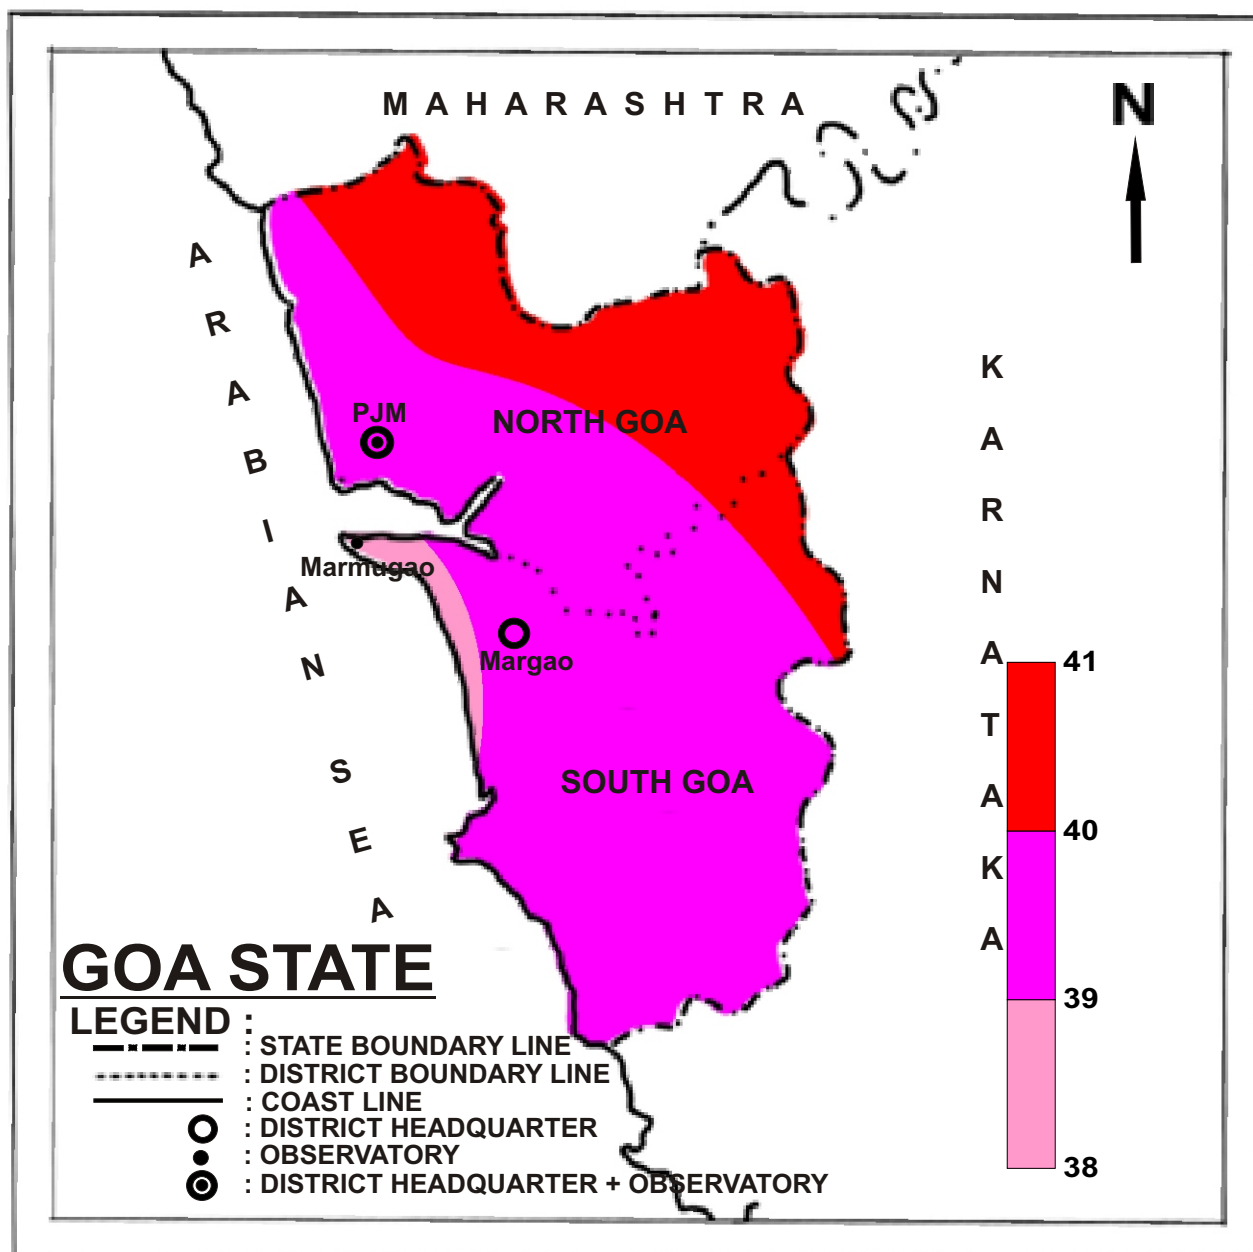 MAHARASHTRA
N
ARABIAN SEA
KARNATAKA
PJM
NORTH GOA
Marmugao
Margao
SOUTH GOA
41
40
39
38
GOA STATE
LEGEND :
: STATE BOUNDARY LINE
: DISTRICT BOUNDARY LINE
: COAST LINE
: DISTRICT HEADQUARTER
: OBSERVATORY
: DISTRICT HEADQUARTER + OBSERVATORY